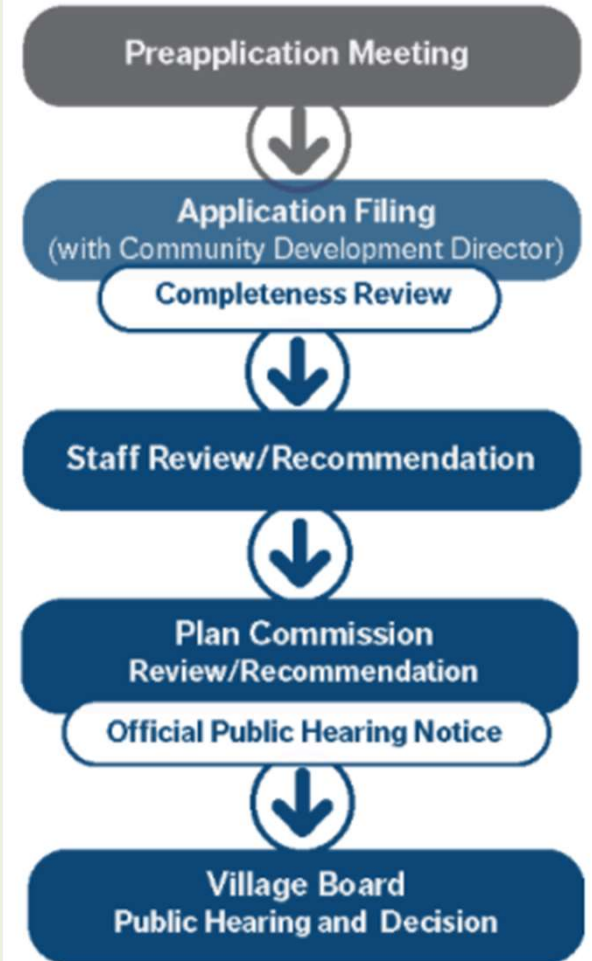 Preapplication Meeting
Application Filing
(with Community Development Director)
Completeness Review
Staff Review/Recommendation
Plan Commission
Review/Recommendation
Official Public Hearing Notice
Village Board
Public Hearing and Decision